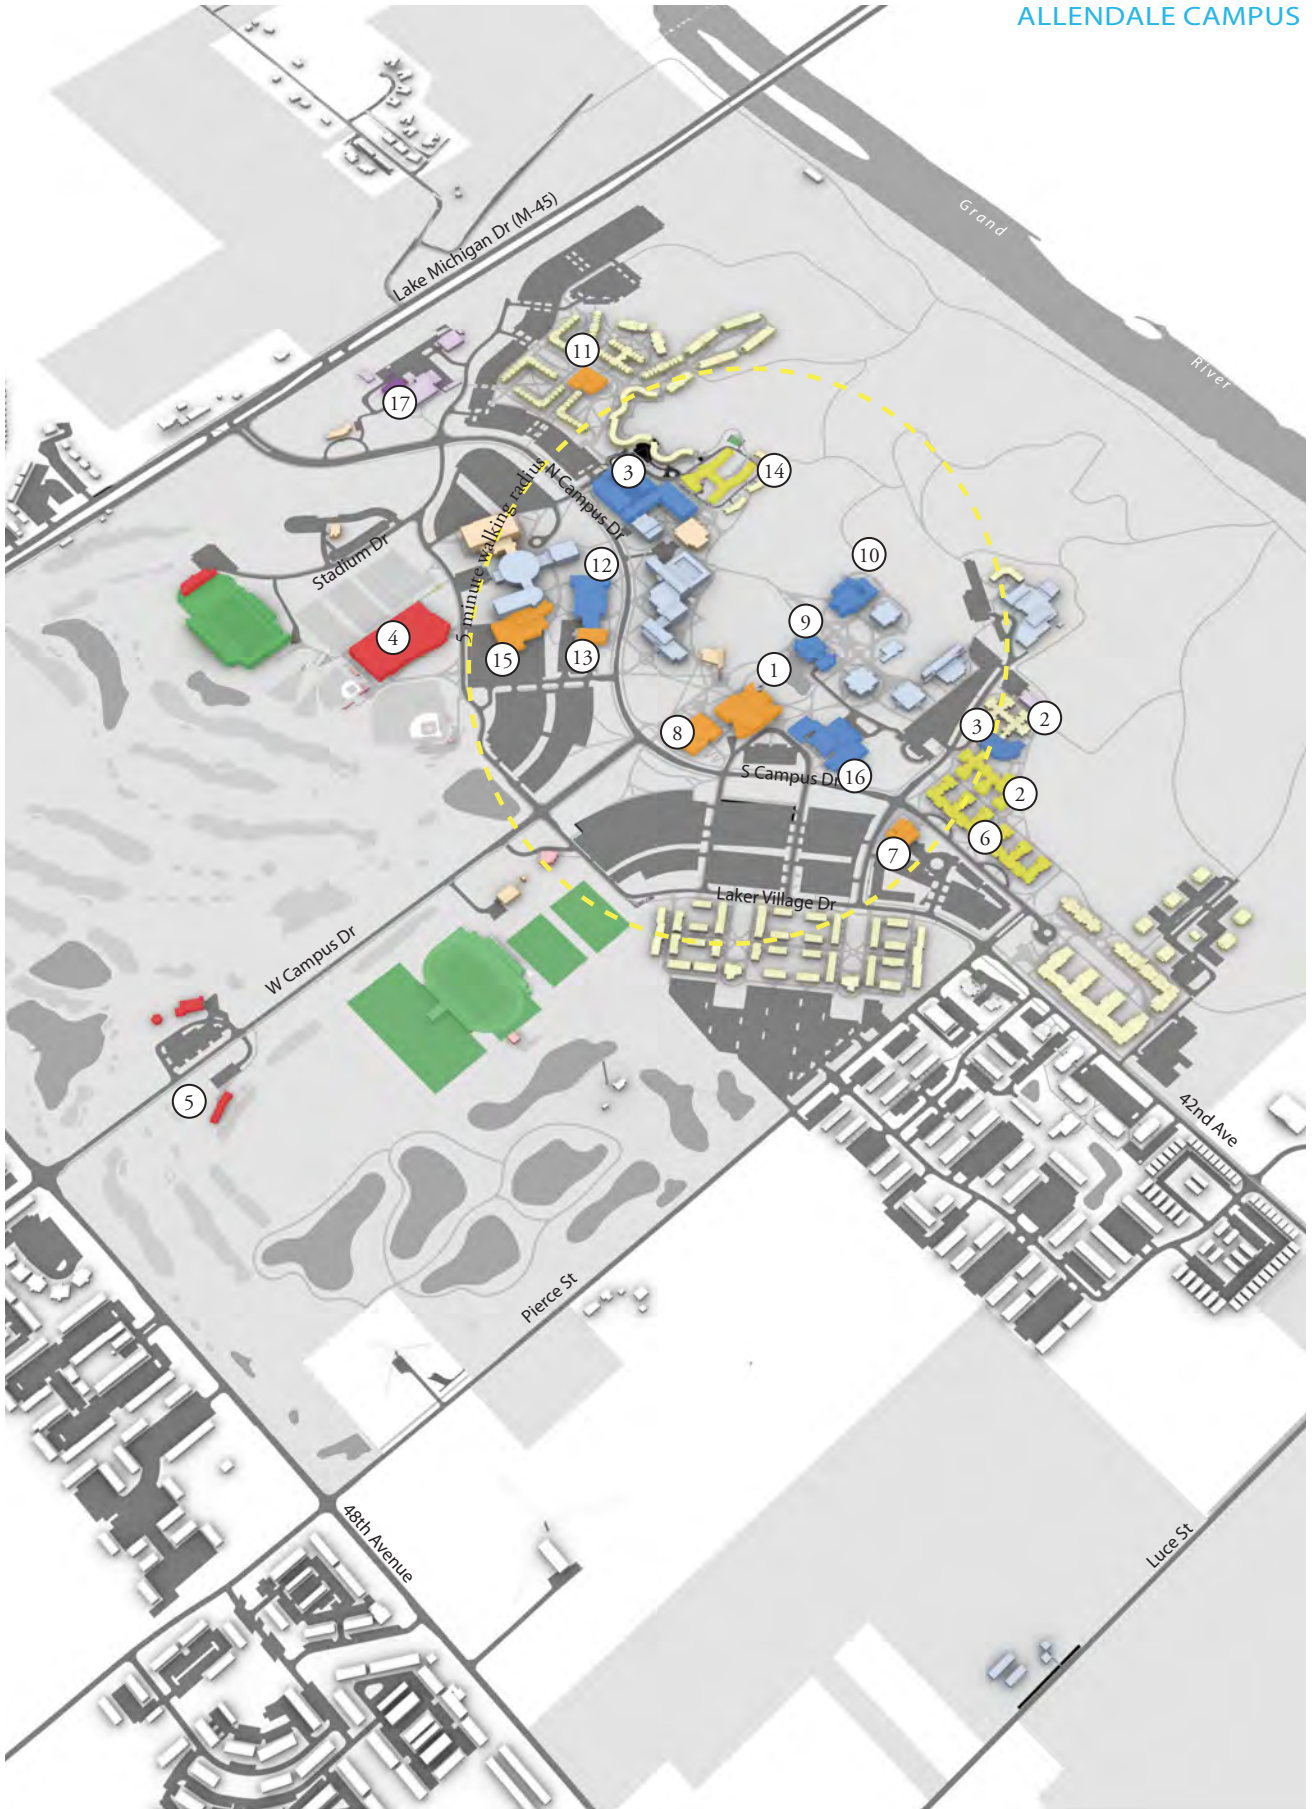 ALLENDALE CAMPUS
Grand
Lake Michigan Dr (M-45)
River
11
17
3
14
N Campus Dr
5 minute walking radius
Stadium Dr
10
12
9
4
13
15
1
8
3
2
16
S Campus Dr
2
6
7
Laker Village Dr
W Campus Dr
5
42nd Ave
Pierce St
48th Avenue
Luce St